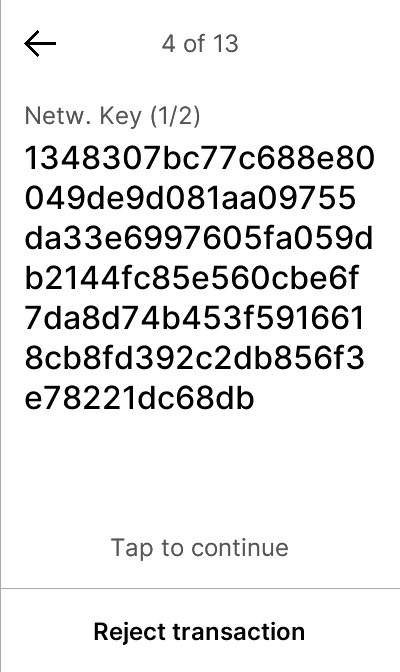 4 of 13
Netw. Key (1/2)
1348307bc77c688e80
049de9d081aa09755
da33e6997605fa059d
b2144fc85e560cbe6f
7da8d74b453f591661
8cb8fd392c2db856f3
e78221dc68db
Tap to continue
Reject transaction